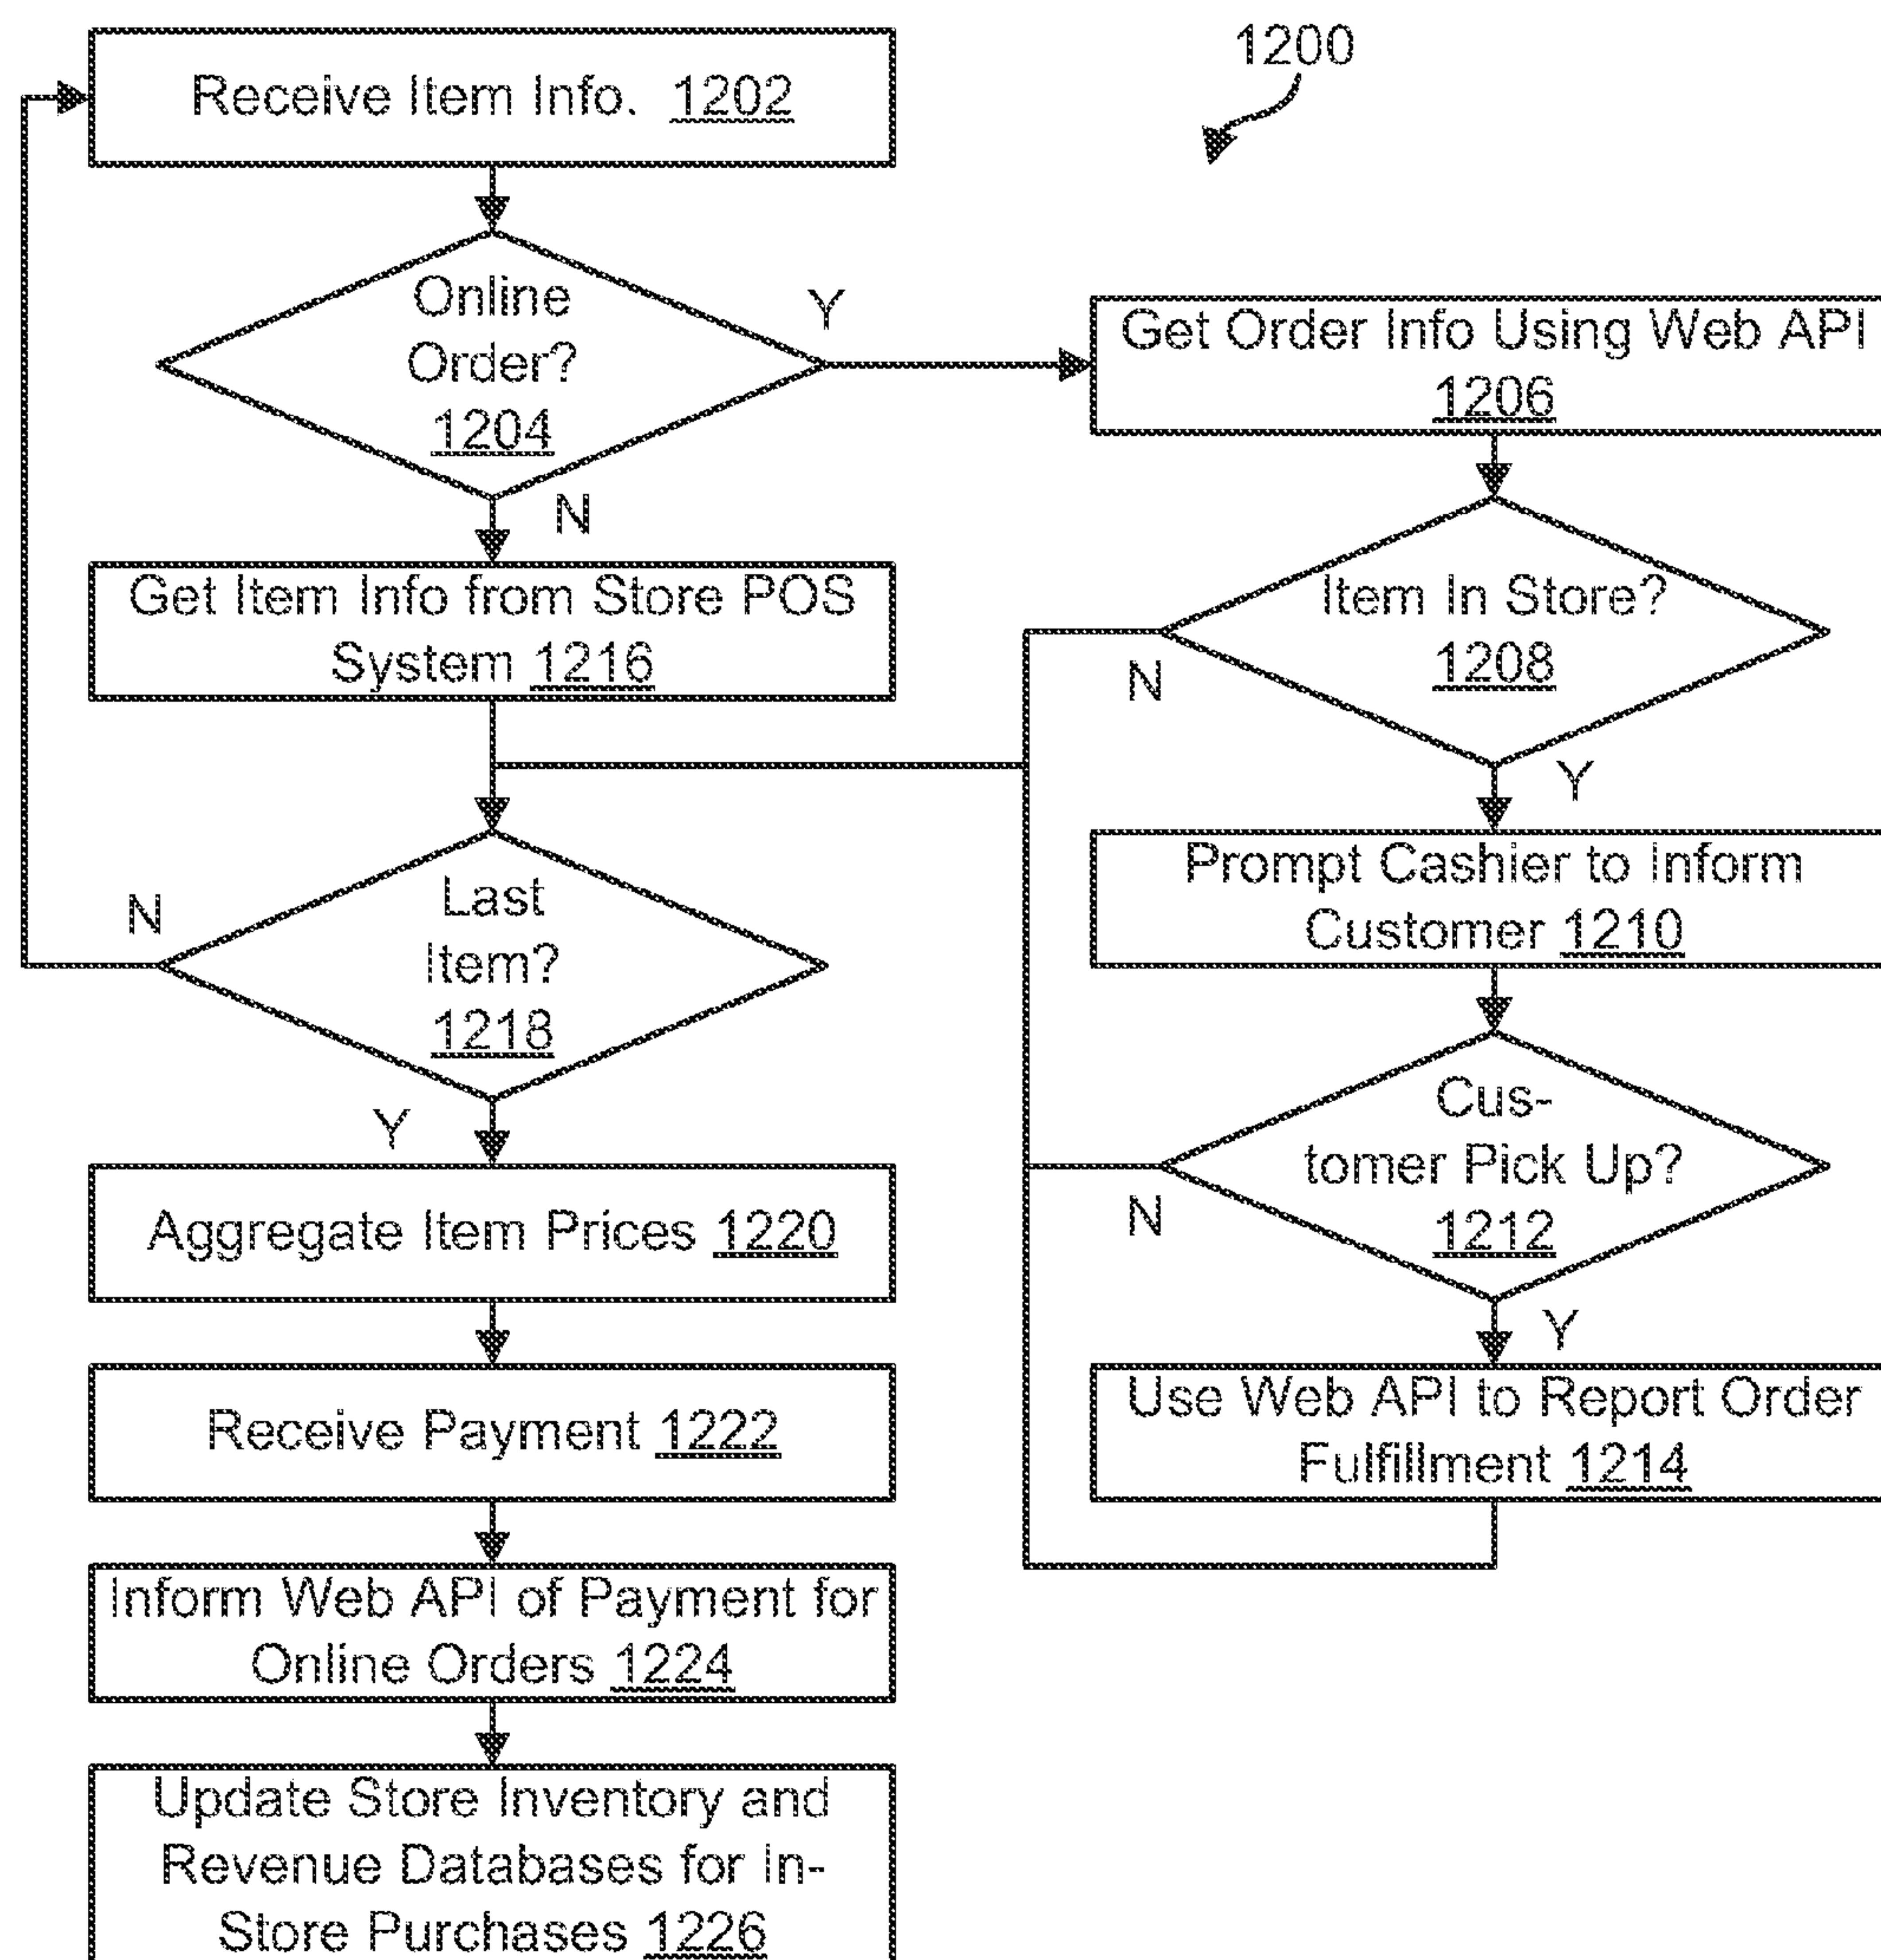 1200
Receive Item Info. 1202
Online
Order?
1204
Y
N
Get Order Info Using Web API
1206
Get Item Info from Store POS
System 1216
Item In Store?
1208
N
Y
Prompt Cashier to Inform
Customer 1210
Last
Item?
1218
N
Y
Cus-
tomer Pick Up?
1212
N
Y
Aggregate Item Prices 1220
Receive Payment 1222
Use Web API to Report Order
Fulfillment 1214
Inform Web API of Payment for
Online Orders 1224
Update Store Inventory and
Revenue Databases for In-
Store Purchases 1226